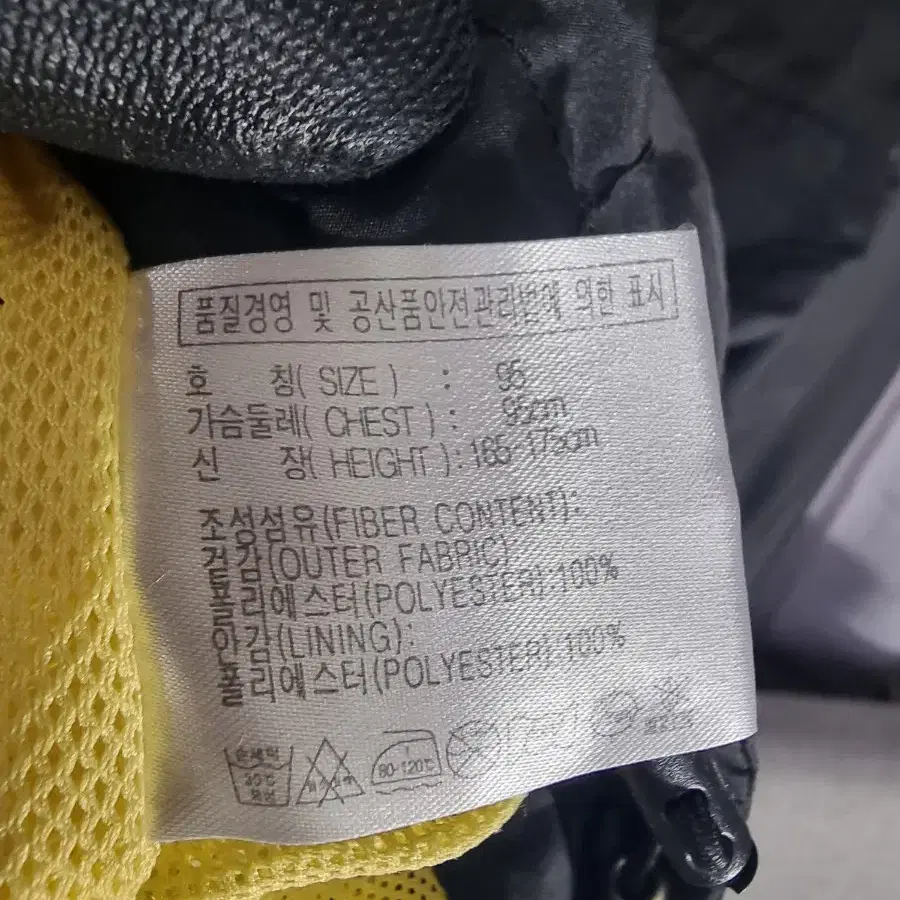 품질경영 및 공산품안전관리법에 의한 표시
호 칭( SIZE ) : 95
가슴둘레( CHEST ) : 95cm
신 장( HEIGHT ) : 165-175cm
조성섬유(FIBER CONTENT):
겉감(OUTER FABRIC)
폴리에스터(POLYESTER):100%
안감(LINING):
폴리에스터(POLYESTER):100%
손세탁
30℃
중성
80-120℃